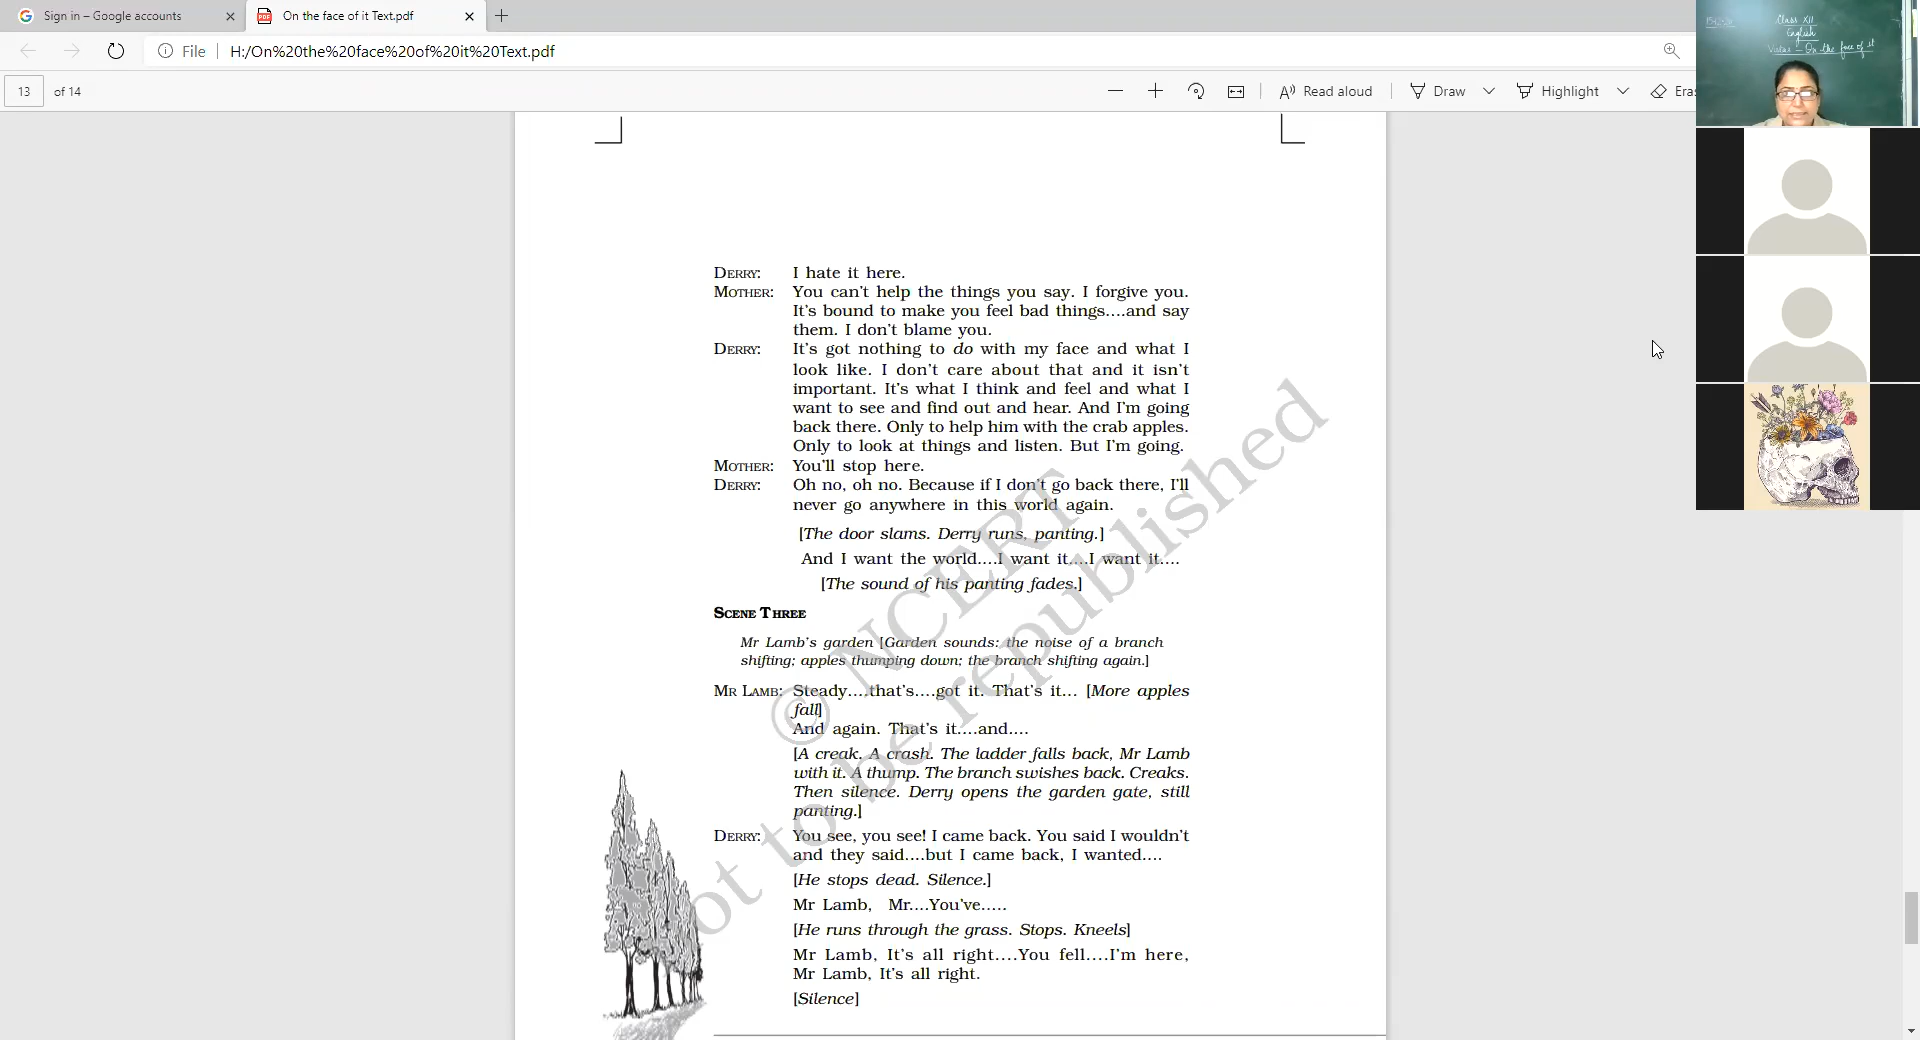 Sign in – Google accounts
On the face of it Text.pdf
File
H:/On%20the%20face%20of%20it%20Text.pdf
13
of 14
Read aloud
Draw
Highlight
Eras
Class XII
English
Vistas – On the face of it
DERRY: I hate it here.
MOTHER: You can't help the things you say. I forgive you.
It's bound to make you feel bad things....and say
them. I don't blame you.
DERRY: It's got nothing to do with my face and what I
look like. I don't care about that and it isn't
important. It's what I think and feel and what I
want to see and find out and hear. And I'm going
back there. Only to help him with the crab apples.
Only to look at things and listen. But I'm going.
MOTHER: You'll stop here.
DERRY: Oh no, oh no. Because if I don't go back there, I'll
never go anywhere in this world again.
[The door slams. Derry runs, panting.]
And I want the world....I want it....I want it....
[The sound of his panting fades.]
SCENE THREE
Mr Lamb's garden [Garden sounds: the noise of a branch
shifting; apples thumping down; the branch shifting again.]
MR LAMB: Steady....that's....got it. That's it... [More apples
fall]
And again. That's it....and....
[A creak. A crash. The ladder falls back, Mr Lamb
with it. A thump. The branch swishes back. Creaks.
Then silence. Derry opens the garden gate, still
panting.]
DERRY: You see, you see! I came back. You said I wouldn't
and they said....but I came back, I wanted....
[He stops dead. Silence.]
Mr Lamb, Mr....You've.....
[He runs through the grass. Stops. Kneels]
Mr Lamb, It's all right....You fell....I'm here,
Mr Lamb, It's all right.
[Silence]
© NCERT
not to be republished